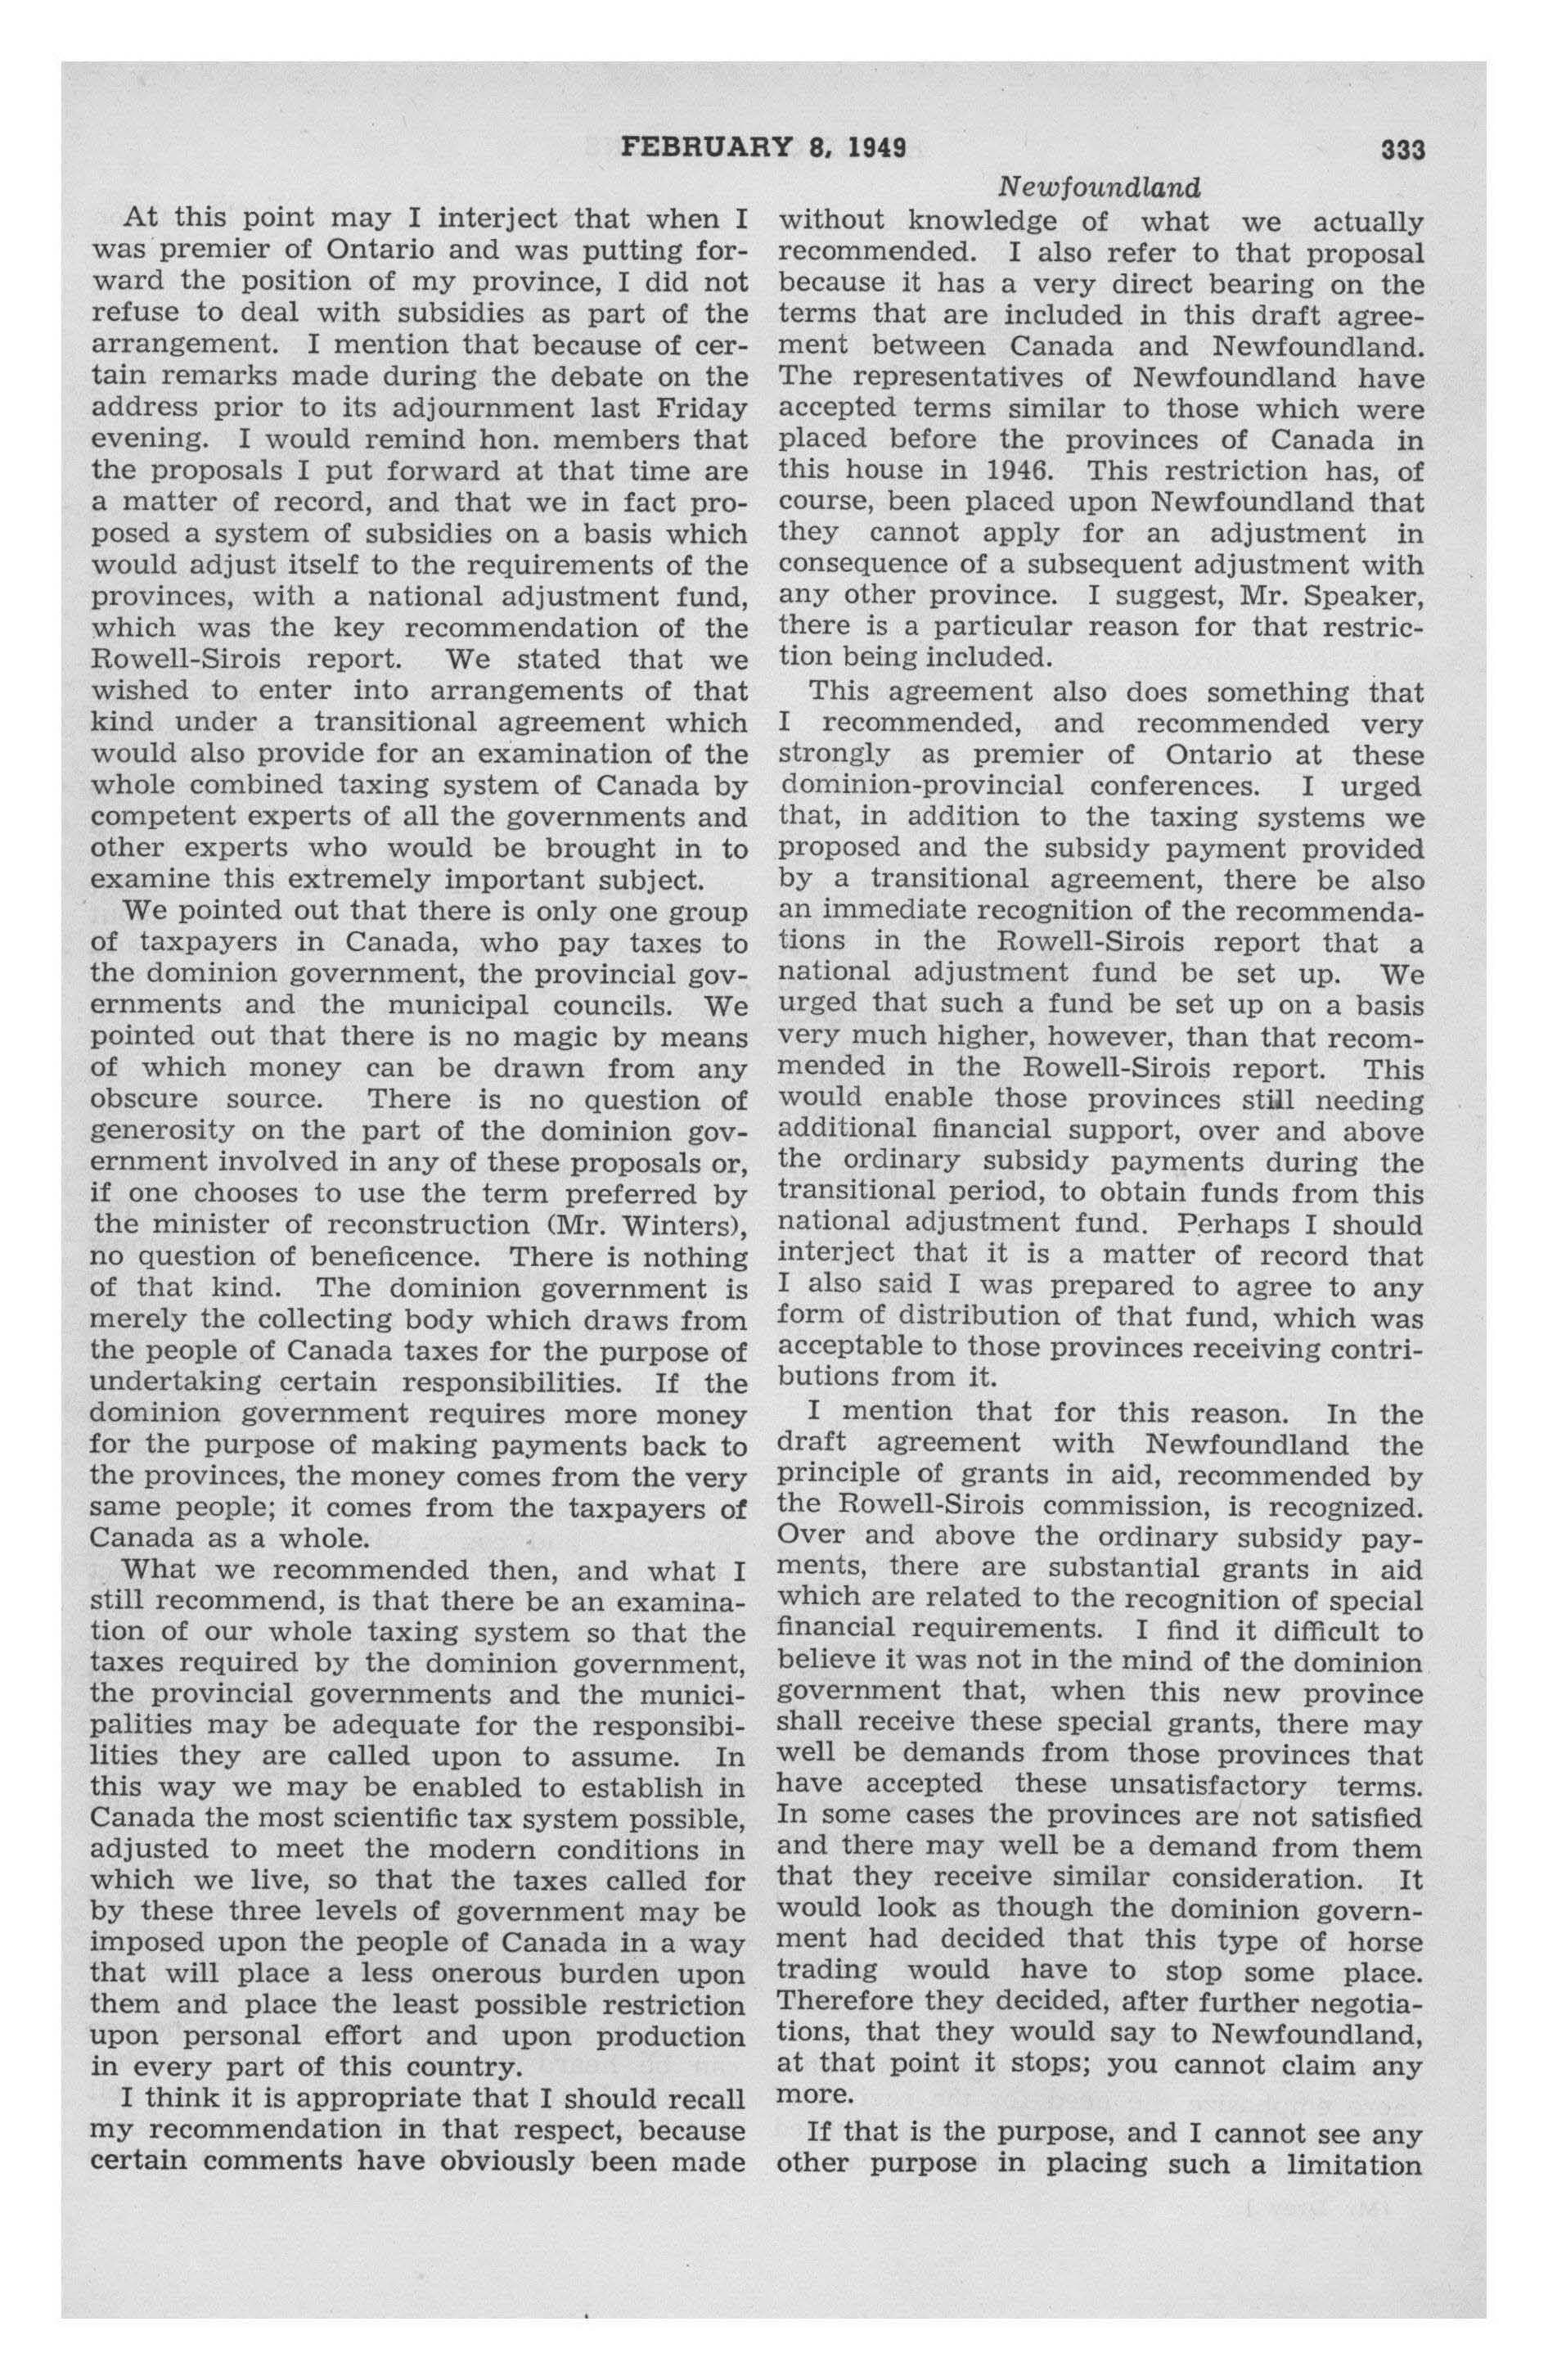 FEBRUARY 8, 1949
333
Newfoundland
At this point may I interject that when I
was premier of Ontario and was putting for-
ward the position of my province, I did not
refuse to deal with subsidies as part of the
arrangement. I mention that because of cer-
tain remarks made during the debate on the
address prior to its adjournment last Friday
evening. I would remind hon. members that
the proposals I put forward at that time are
a matter of record, and that we in fact pro-
posed a system of subsidies on a basis which
would adjust itself to the requirements of the
provinces, with a national adjustment fund,
which was the key recommendation of the
Rowell-Sirois report. We stated that we
wished to enter into arrangements of that
kind under a transitional agreement which
would also provide for an examination of the
whole combined taxing system of Canada by
competent experts of all the governments and
other experts who would be brought in to
examine this extremely important subject.
We pointed out that there is only one group
of taxpayers in Canada, who pay taxes to
the dominion government, the provincial gov-
ernments and the municipal councils. We
pointed out that there is no magic by means
of which money can be drawn from any
obscure source. There is no question of
generosity on the part of the dominion gov-
ernment involved in any of these proposals or,
if one chooses to use the term preferred by
the minister of reconstruction (Mr. Winters),
no question of beneficence. There is nothing
of that kind. The dominion government is
merely the collecting body which draws from
the people of Canada taxes for the purpose of
undertaking certain responsibilities. If the
dominion government requires more money
for the purpose of making payments back to
the provinces, the money comes from the very
same people; it comes from the taxpayers of
Canada as a whole.
What we recommended then, and what I
still recommend, is that there be an examina-
tion of our whole taxing system so that the
taxes required by the dominion government,
the provincial governments and the munici-
palities may be adequate for the responsibi-
lities they are called upon to assume. In
this way we may be enabled to establish in
Canada the most scientific tax system possible,
adjusted to meet the modern conditions in
which we live, so that the taxes called for
by these three levels of government may be
imposed upon the people of Canada in a way
that will place a less onerous burden upon
them and place the least possible restriction
upon personal effort and upon production
in every part of this country.
I think it is appropriate that I should recall
my recommendation in that respect, because
certain comments have obviously been made
without knowledge of what we actually
recommended. I also refer to that proposal
because it has a very direct bearing on the
terms that are included in this draft agree-
ment between Canada and Newfoundland.
The representatives of Newfoundland have
accepted terms similar to those which were
placed before the provinces of Canada in
this house in 1946. This restriction has, of
course, been placed upon Newfoundland that
they cannot apply for an adjustment in
consequence of a subsequent adjustment with
any other province. I suggest, Mr. Speaker,
there is a particular reason for that restric-
tion being included.
This agreement also does something that
I recommended, and recommended very
strongly as premier of Ontario at these
dominion-provincial conferences. I urged
that, in addition to the taxing systems we
proposed and the subsidy payment provided
by a transitional agreement, there be also
an immediate recognition of the recommenda-
tions in the Rowell-Sirois report that a
national adjustment fund be set up. We
urged that such a fund be set up on a basis
very much higher, however, than that recom-
mended in the Rowell-Sirois report. This
would enable those provinces still needing
additional financial support, over and above
the ordinary subsidy payments during the
transitional period, to obtain funds from this
national adjustment fund. Perhaps I should
interject that it is a matter of record that
I also said I was prepared to agree to any
form of distribution of that fund, which was
acceptable to those provinces receiving contri-
butions from it.
I mention that for this reason. In the
draft agreement with Newfoundland the
principle of grants in aid, recommended by
the Rowell-Sirois commission, is recognized.
Over and above the ordinary subsidy pay-
ments, there are substantial grants in aid
which are related to the recognition of special
financial requirements. I find it difficult to
believe it was not in the mind of the dominion
government that, when this new province
shall receive these special grants, there may
well be demands from those provinces that
have accepted these unsatisfactory terms.
In some cases the provinces are not satisfied
and there may well be a demand from them
that they receive similar consideration. It
would look as though the dominion govern-
ment had decided that this type of horse
trading would have to stop some place.
Therefore they decided, after further negotia-
tions, that they would say to Newfoundland,
at that point it stops; you cannot claim any
more.
If that is the purpose, and I cannot see any
other purpose in placing such a limitation